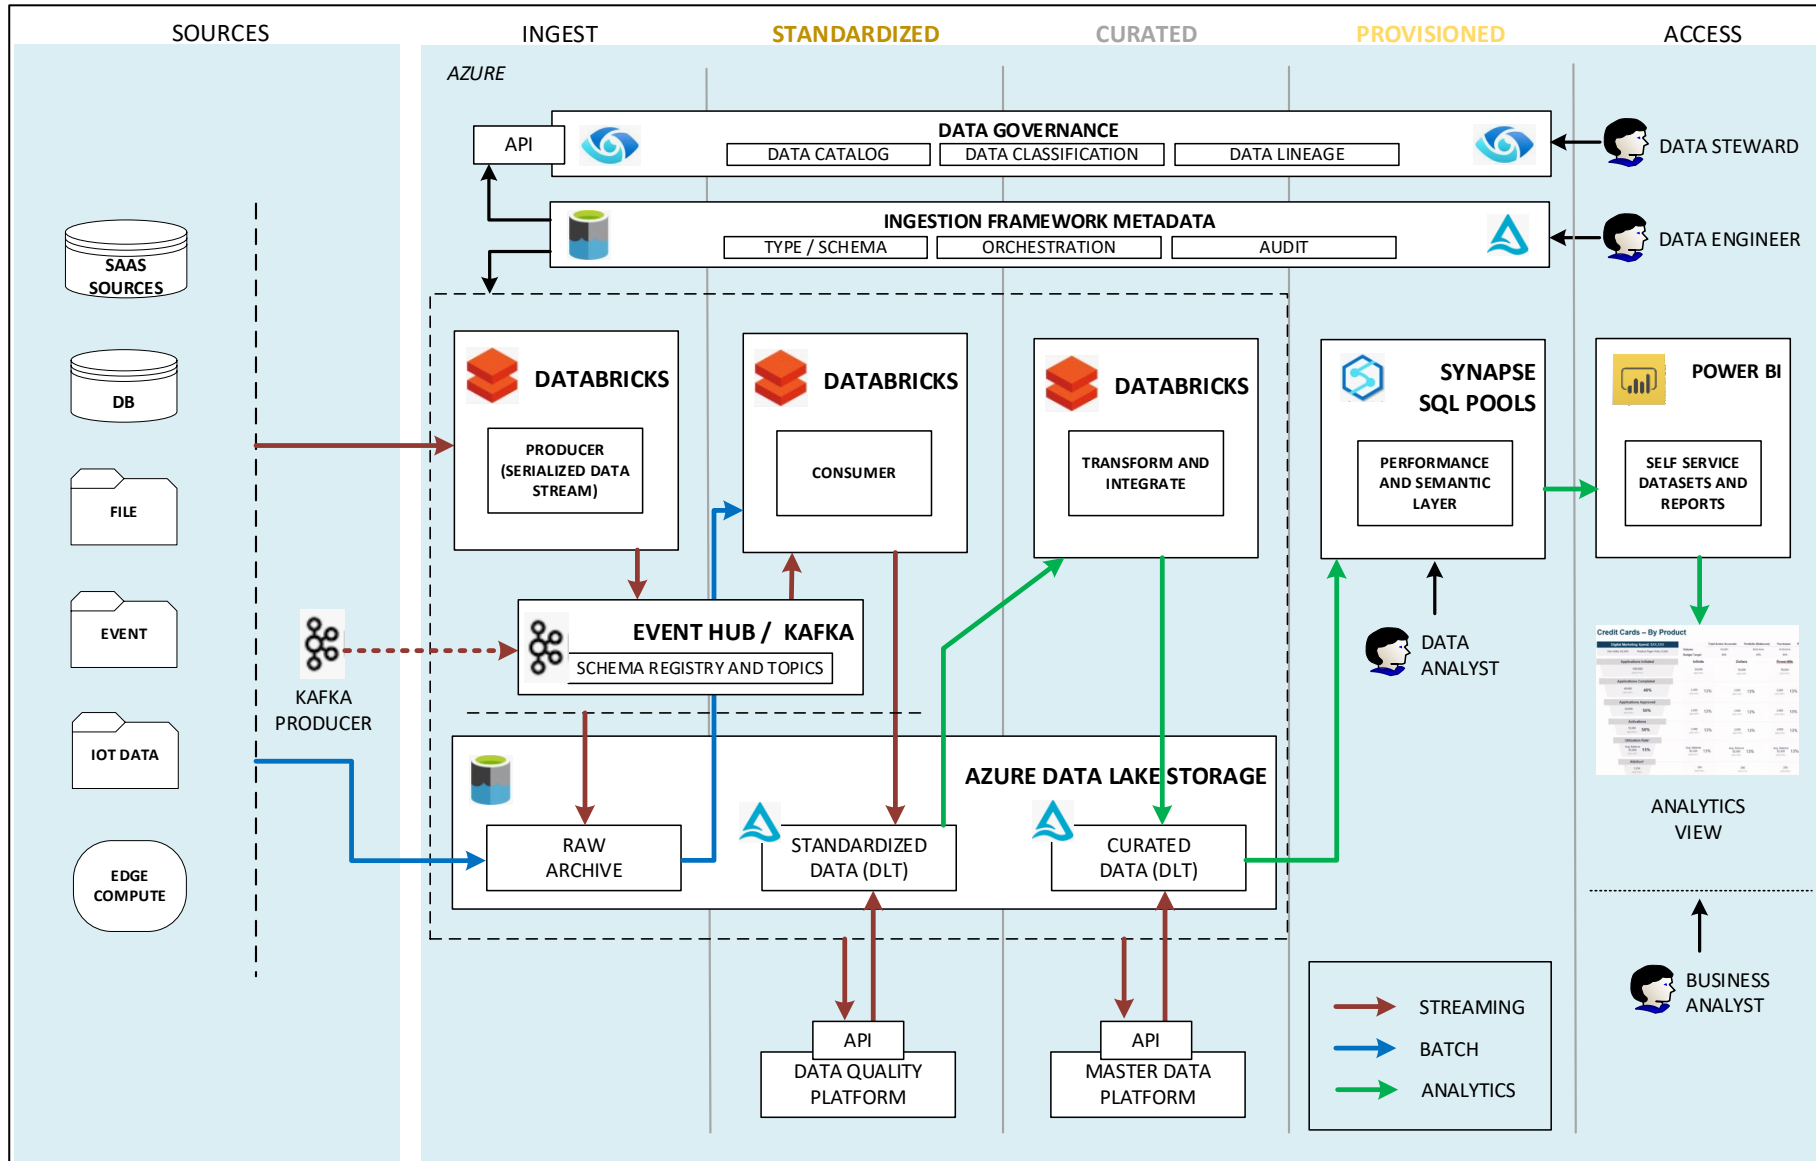 SOURCES
INGEST
STANDARDIZED
CURATED
PROVISIONED
ACCESS
AZURE
API
DATA GOVERNANCE
DATA CATALOG
DATA CLASSIFICATION
DATA LINEAGE
DATA STEWARD
INGESTION FRAMEWORK METADATA
TYPE / SCHEMA
ORCHESTRATION
AUDIT
DATA ENGINEER
SAAS
SOURCES
DB
FILE
EVENT
IOT DATA
EDGE
COMPUTE
KAFKA
PRODUCER
DATABRICKS
PRODUCER
(SERIALIZED DATA
STREAM)
DATABRICKS
CONSUMER
DATABRICKS
TRANSFORM AND
INTEGRATE
SYNAPSE
SQL POOLS
PERFORMANCE
AND SEMANTIC
LAYER
POWER BI
SELF SERVICE
DATASETS AND
REPORTS
EVENT HUB / KAFKA
SCHEMA REGISTRY AND TOPICS
DATA
ANALYST
Credit Cards – By Product
AZURE DATA LAKE STORAGE
RAW
ARCHIVE
STANDARDIZED
DATA (DLT)
CURATED
DATA (DLT)
ANALYTICS
VIEW
BUSINESS
ANALYST
API
DATA QUALITY
PLATFORM
API
MASTER DATA
PLATFORM
STREAMING
BATCH
ANALYTICS